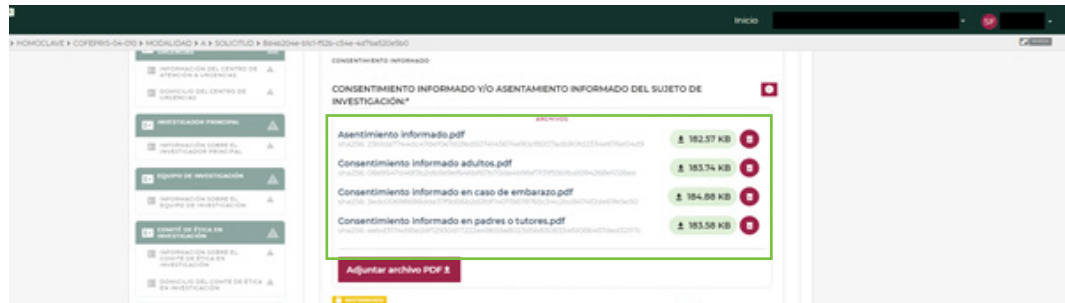 Inicio
SF
HOMOCLAVE COFEPRIS-04-010 MODALIDAD A SOLICITUD
CONSENTIMIENTO INFORMADO
INFORMACIÓN DEL CENTRO DE
ATENCIÓN A URGENCIAS
DOMICILIO DEL CENTRO DE
URGENCIAS
INVESTIGADOR PRINCIPAL
INFORMACIÓN SOBRE EL
INVESTIGADOR PRINCIPAL
EQUIPO DE INVESTIGACIÓN
INFORMACIÓN SOBRE EL
EQUIPO DE INVESTIGACIÓN
COMITÉ DE ÉTICA EN
INVESTIGACIÓN
INFORMACIÓN SOBRE EL
COMITÉ DE ÉTICA EN
INVESTIGACIÓN
DOMICILIO DEL COMITÉ DE ÉTICA
EN INVESTIGACIÓN
CONSENTIMIENTO INFORMADO Y/O ASENTAMIENTO INFORMADO DEL SUJETO DE
INVESTIGACIÓN:*
ARCHIVOS
Asentimiento informado.pdf
182.57 KB
sha256:
Consentimiento informado adultos.pdf
183.74 KB
sha256:
Consentimiento informado en caso de embarazo.pdf
184.88 KB
sha256:
Consentimiento informado en padres o tutores.pdf
183.58 KB
sha256:
Adjuntar archivo PDF